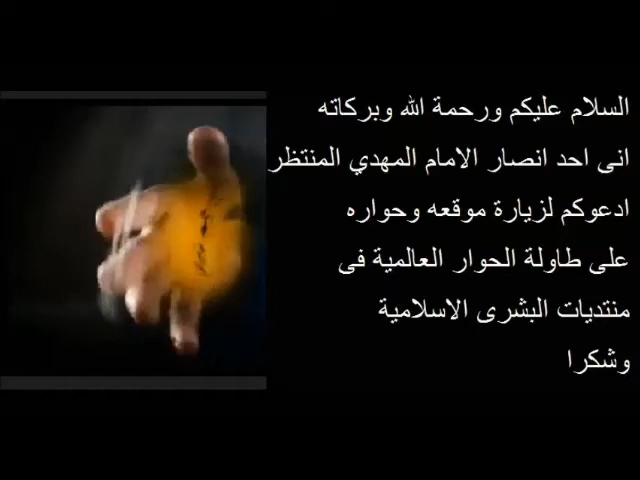 السلام عليكم ورحمة الله وبركاته
انى احد انصار الامام المهدي المنتظر
ادعوكم لزيارة موقعه وحواره
على طاولة الحوار العالمية فى
منتديات البشرى الاسلامية
وشكرا